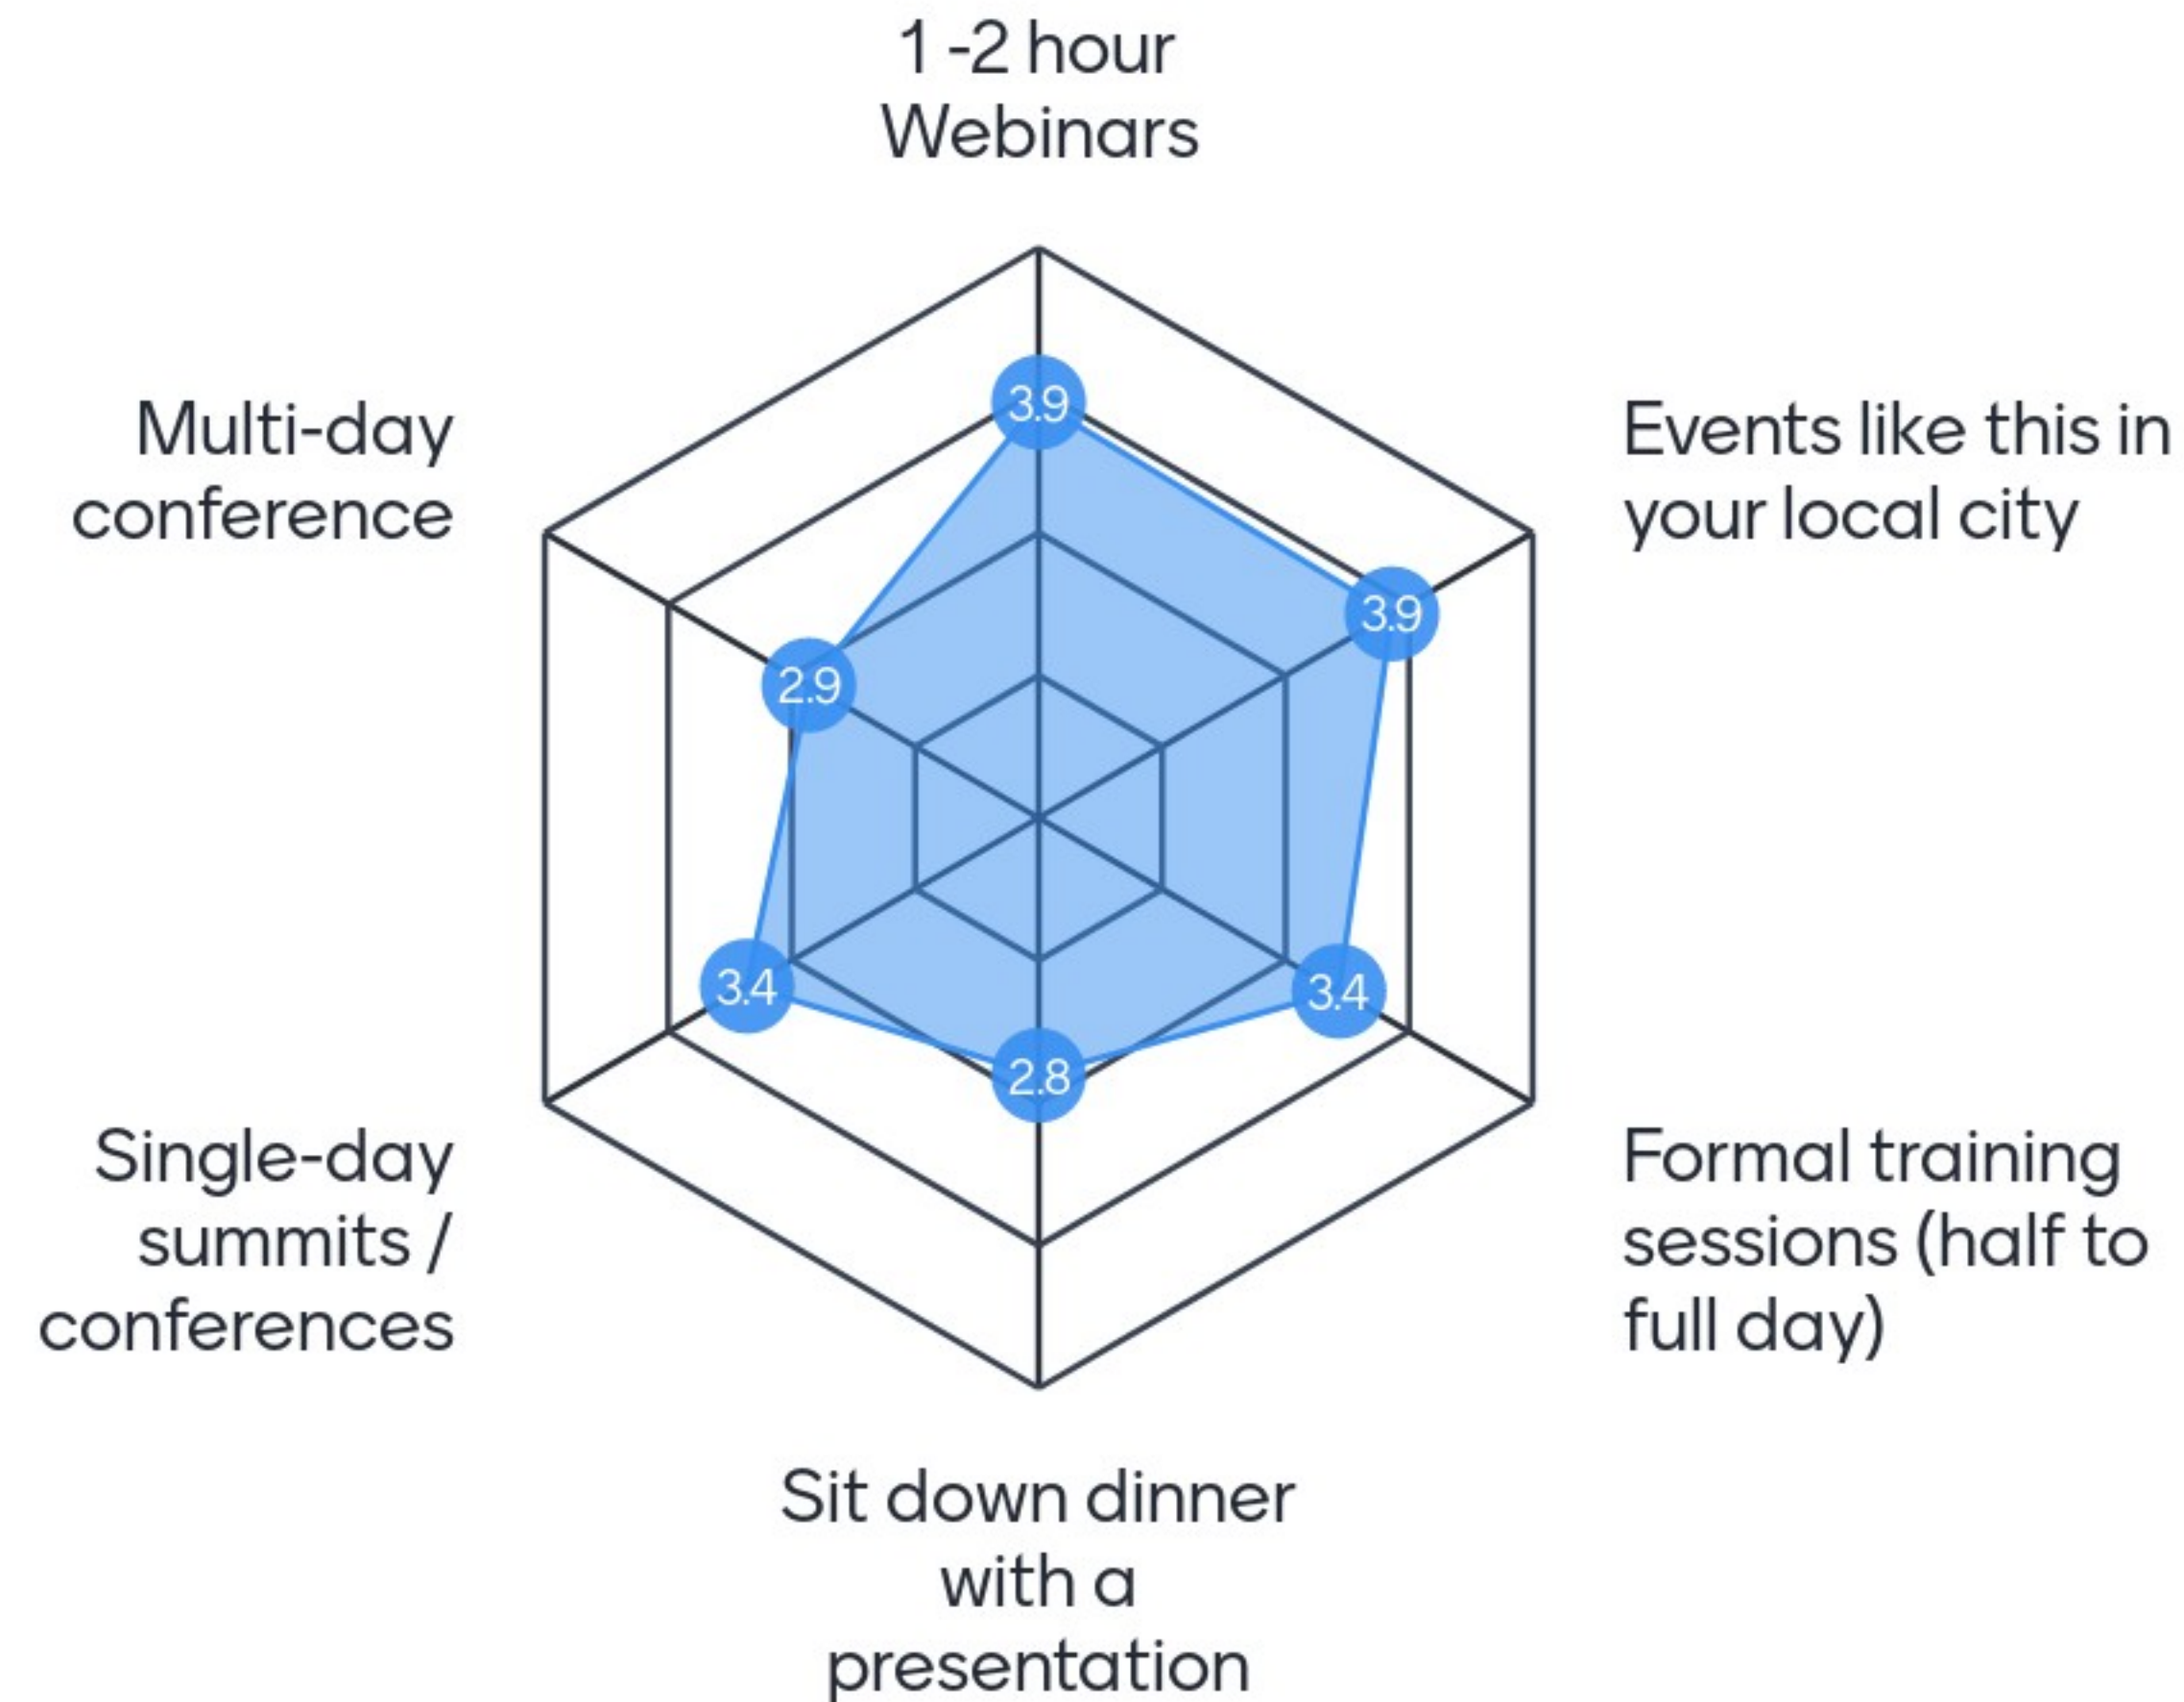 1 -2 hour
Webinars
Events like this in
your local city
Formal training
sessions (half to
full day)
Sit down dinner
with a
presentation
Single-day
summits /
conferences
Multi-day
conference
3.9
3.9
3.4
2.8
3.4
2.9